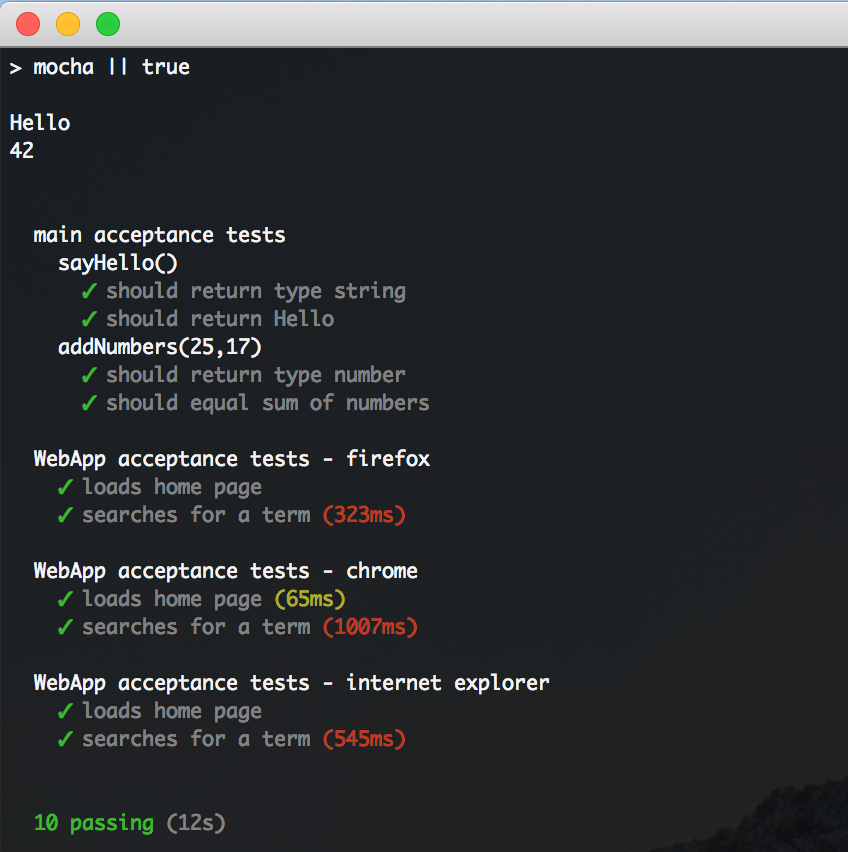 > mocha || true
Hello
42
main acceptance tests
sayHello()
✓ should return type string
✓ should return Hello
addNumbers(25,17)
✓ should return type number
✓ should equal sum of numbers
WebApp acceptance tests - firefox
✓ loads home page
✓ searches for a term (323ms)
WebApp acceptance tests - chrome
✓ loads home page (65ms)
✓ searches for a term (1007ms)
WebApp acceptance tests - internet explorer
✓ loads home page
✓ searches for a term (545ms)
10 passing (12s)